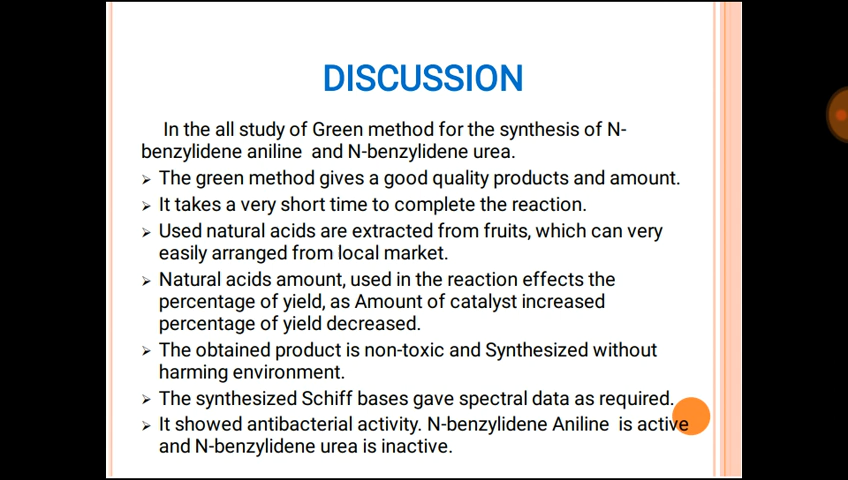 DISCUSSION
In the all study of Green method for the synthesis of N-
benzylidene aniline and N-benzylidene urea.
➢ The green method gives a good quality products and amount.
➢ It takes a very short time to complete the reaction.
➢ Used natural acids are extracted from fruits, which can very
easily arranged from local market.
➢ Natural acids amount, used in the reaction effects the
percentage of yield, as Amount of catalyst increased
percentage of yield decreased.
➢ The obtained product is non-toxic and Synthesized without
harming environment.
➢ The synthesized Schiff bases gave spectral data as required.
➢ It showed antibacterial activity. N-benzylidene Aniline is active
and N-benzylidene urea is inactive.